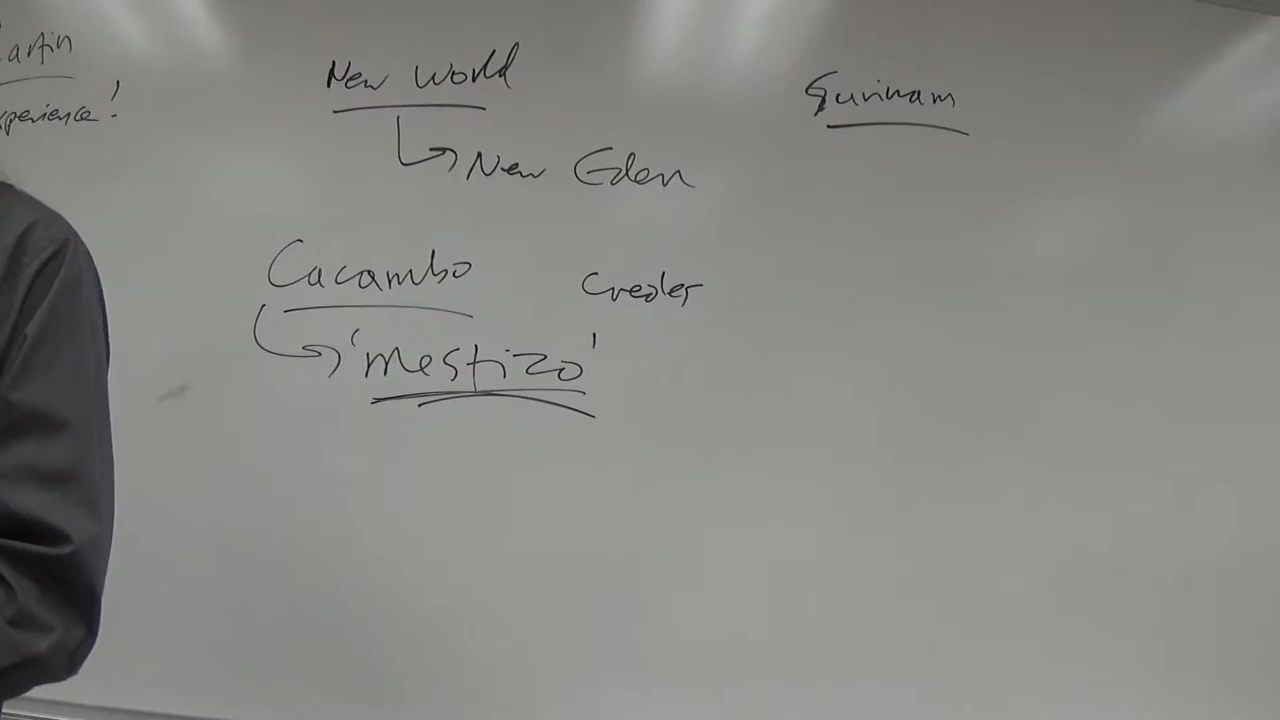 artin
xperience!
New World
New Eden
Surinam
Cacambo
'mestizo'
Creoles